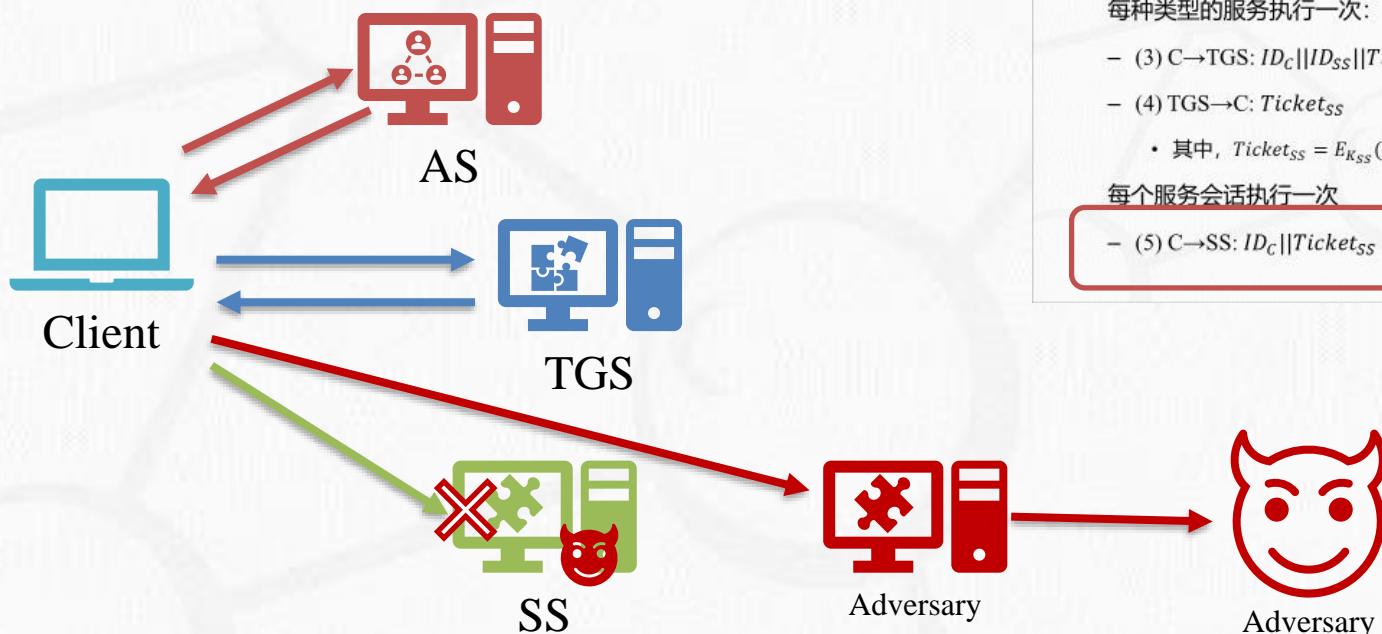 AS
Client
TGS
SS
Adversary
Adversary
每种类型的服务执行一次：
– (3) C→TGS: ID_C||ID_SS||T
– (4) TGS→C: Ticket_SS
• 其中，Ticket_SS = E_{K_SS}(
每个服务会话执行一次
– (5) C→SS: ID_C||Ticket_SS